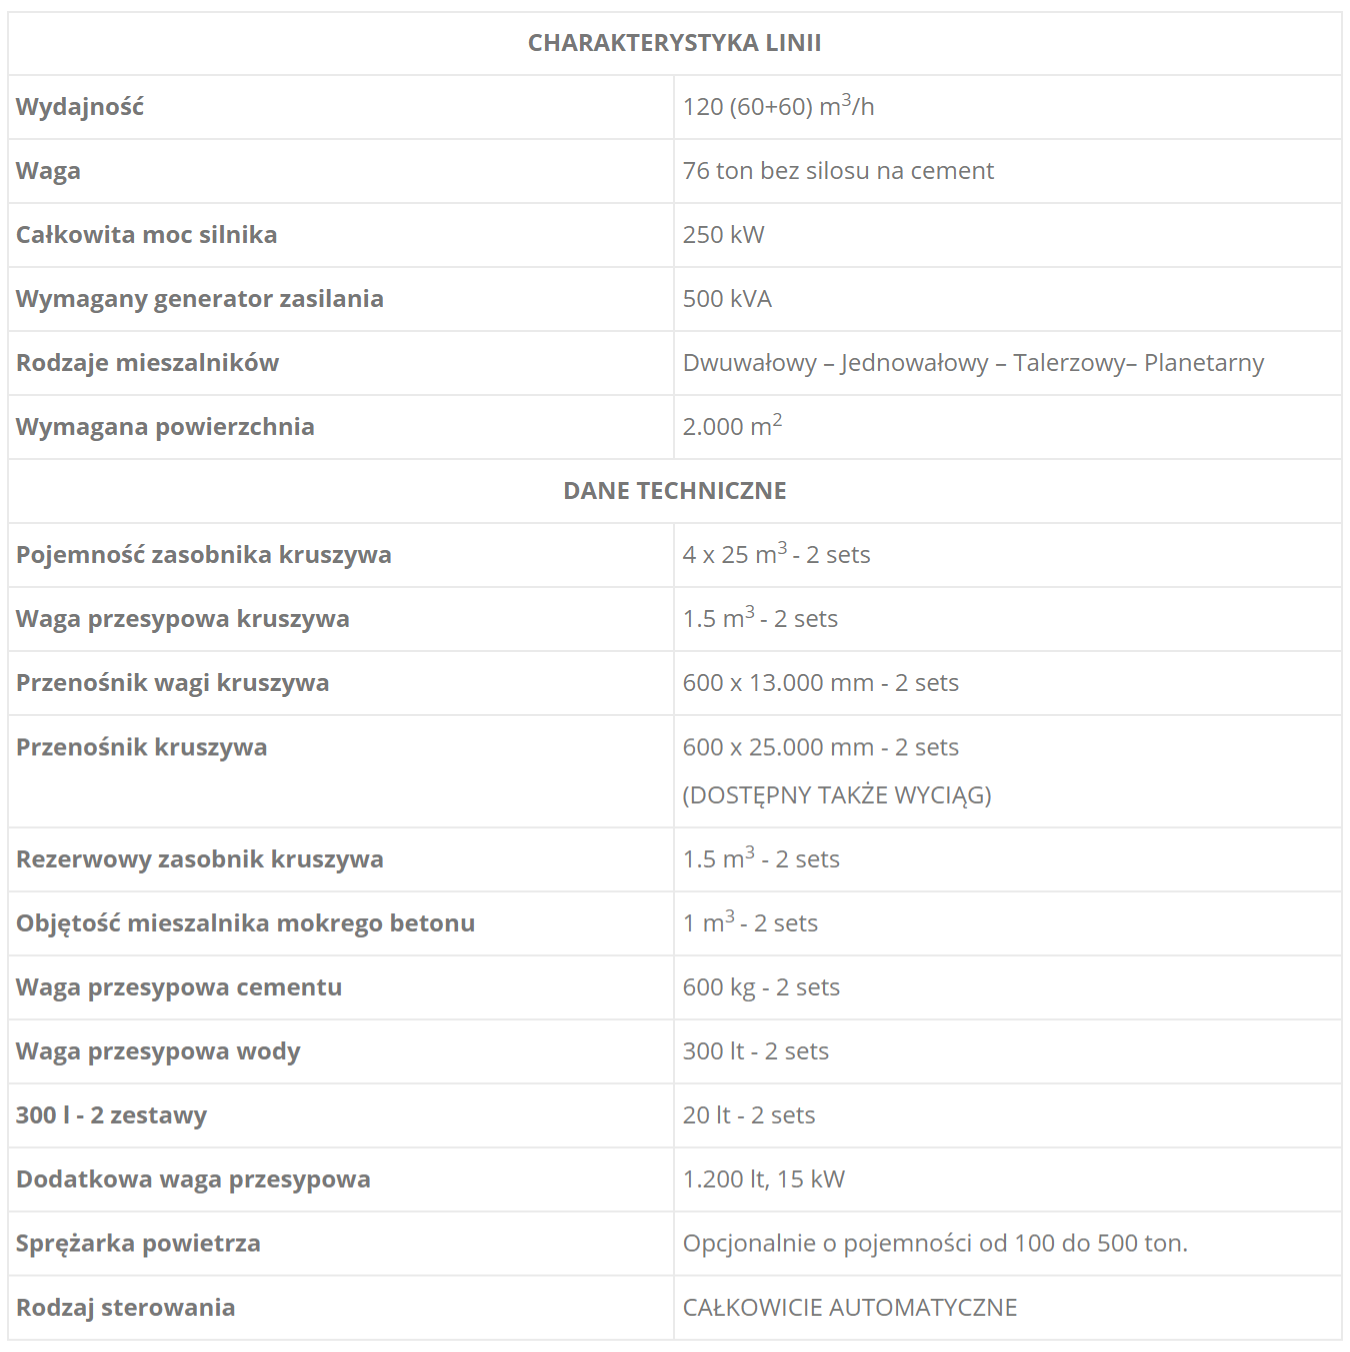 CHARAKTERYSTYKA LINII
Wydajność 120 (60+60) m³/h
Waga 76 ton bez silosu na cement
Całkowita moc silnika 250 kW
Wymagany generator zasilania 500 kVA
Rodzaje mieszalników Dwuwałowy – Jednowałowy – Talerzowy– Planetarny
Wymagana powierzchnia 2.000 m²
DANE TECHNICZNE
Pojemność zasobnika kruszywa 4 x 25 m³ - 2 sets
Waga przesypowa kruszywa 1.5 m³ - 2 sets
Przenośnik wagi kruszywa 600 x 13.000 mm - 2 sets
Przenośnik kruszywa 600 x 25.000 mm - 2 sets
(DOSTĘPNY TAKŻE WYCIĄG)
Rezerwowy zasobnik kruszywa 1.5 m³ - 2 sets
Objętość mieszalnika mokrego betonu 1 m³ - 2 sets
Waga przesypowa cementu 600 kg - 2 sets
Waga przesypowa wody 300 lt - 2 sets
300 l - 2 zestawy 20 lt - 2 sets
Dodatkowa waga przesypowa 1.200 lt, 15 kW
Sprężarka powietrza Opcjonalnie o pojemności od 100 do 500 ton.
Rodzaj sterowania CAŁKOWICIE AUTOMATYCZNE